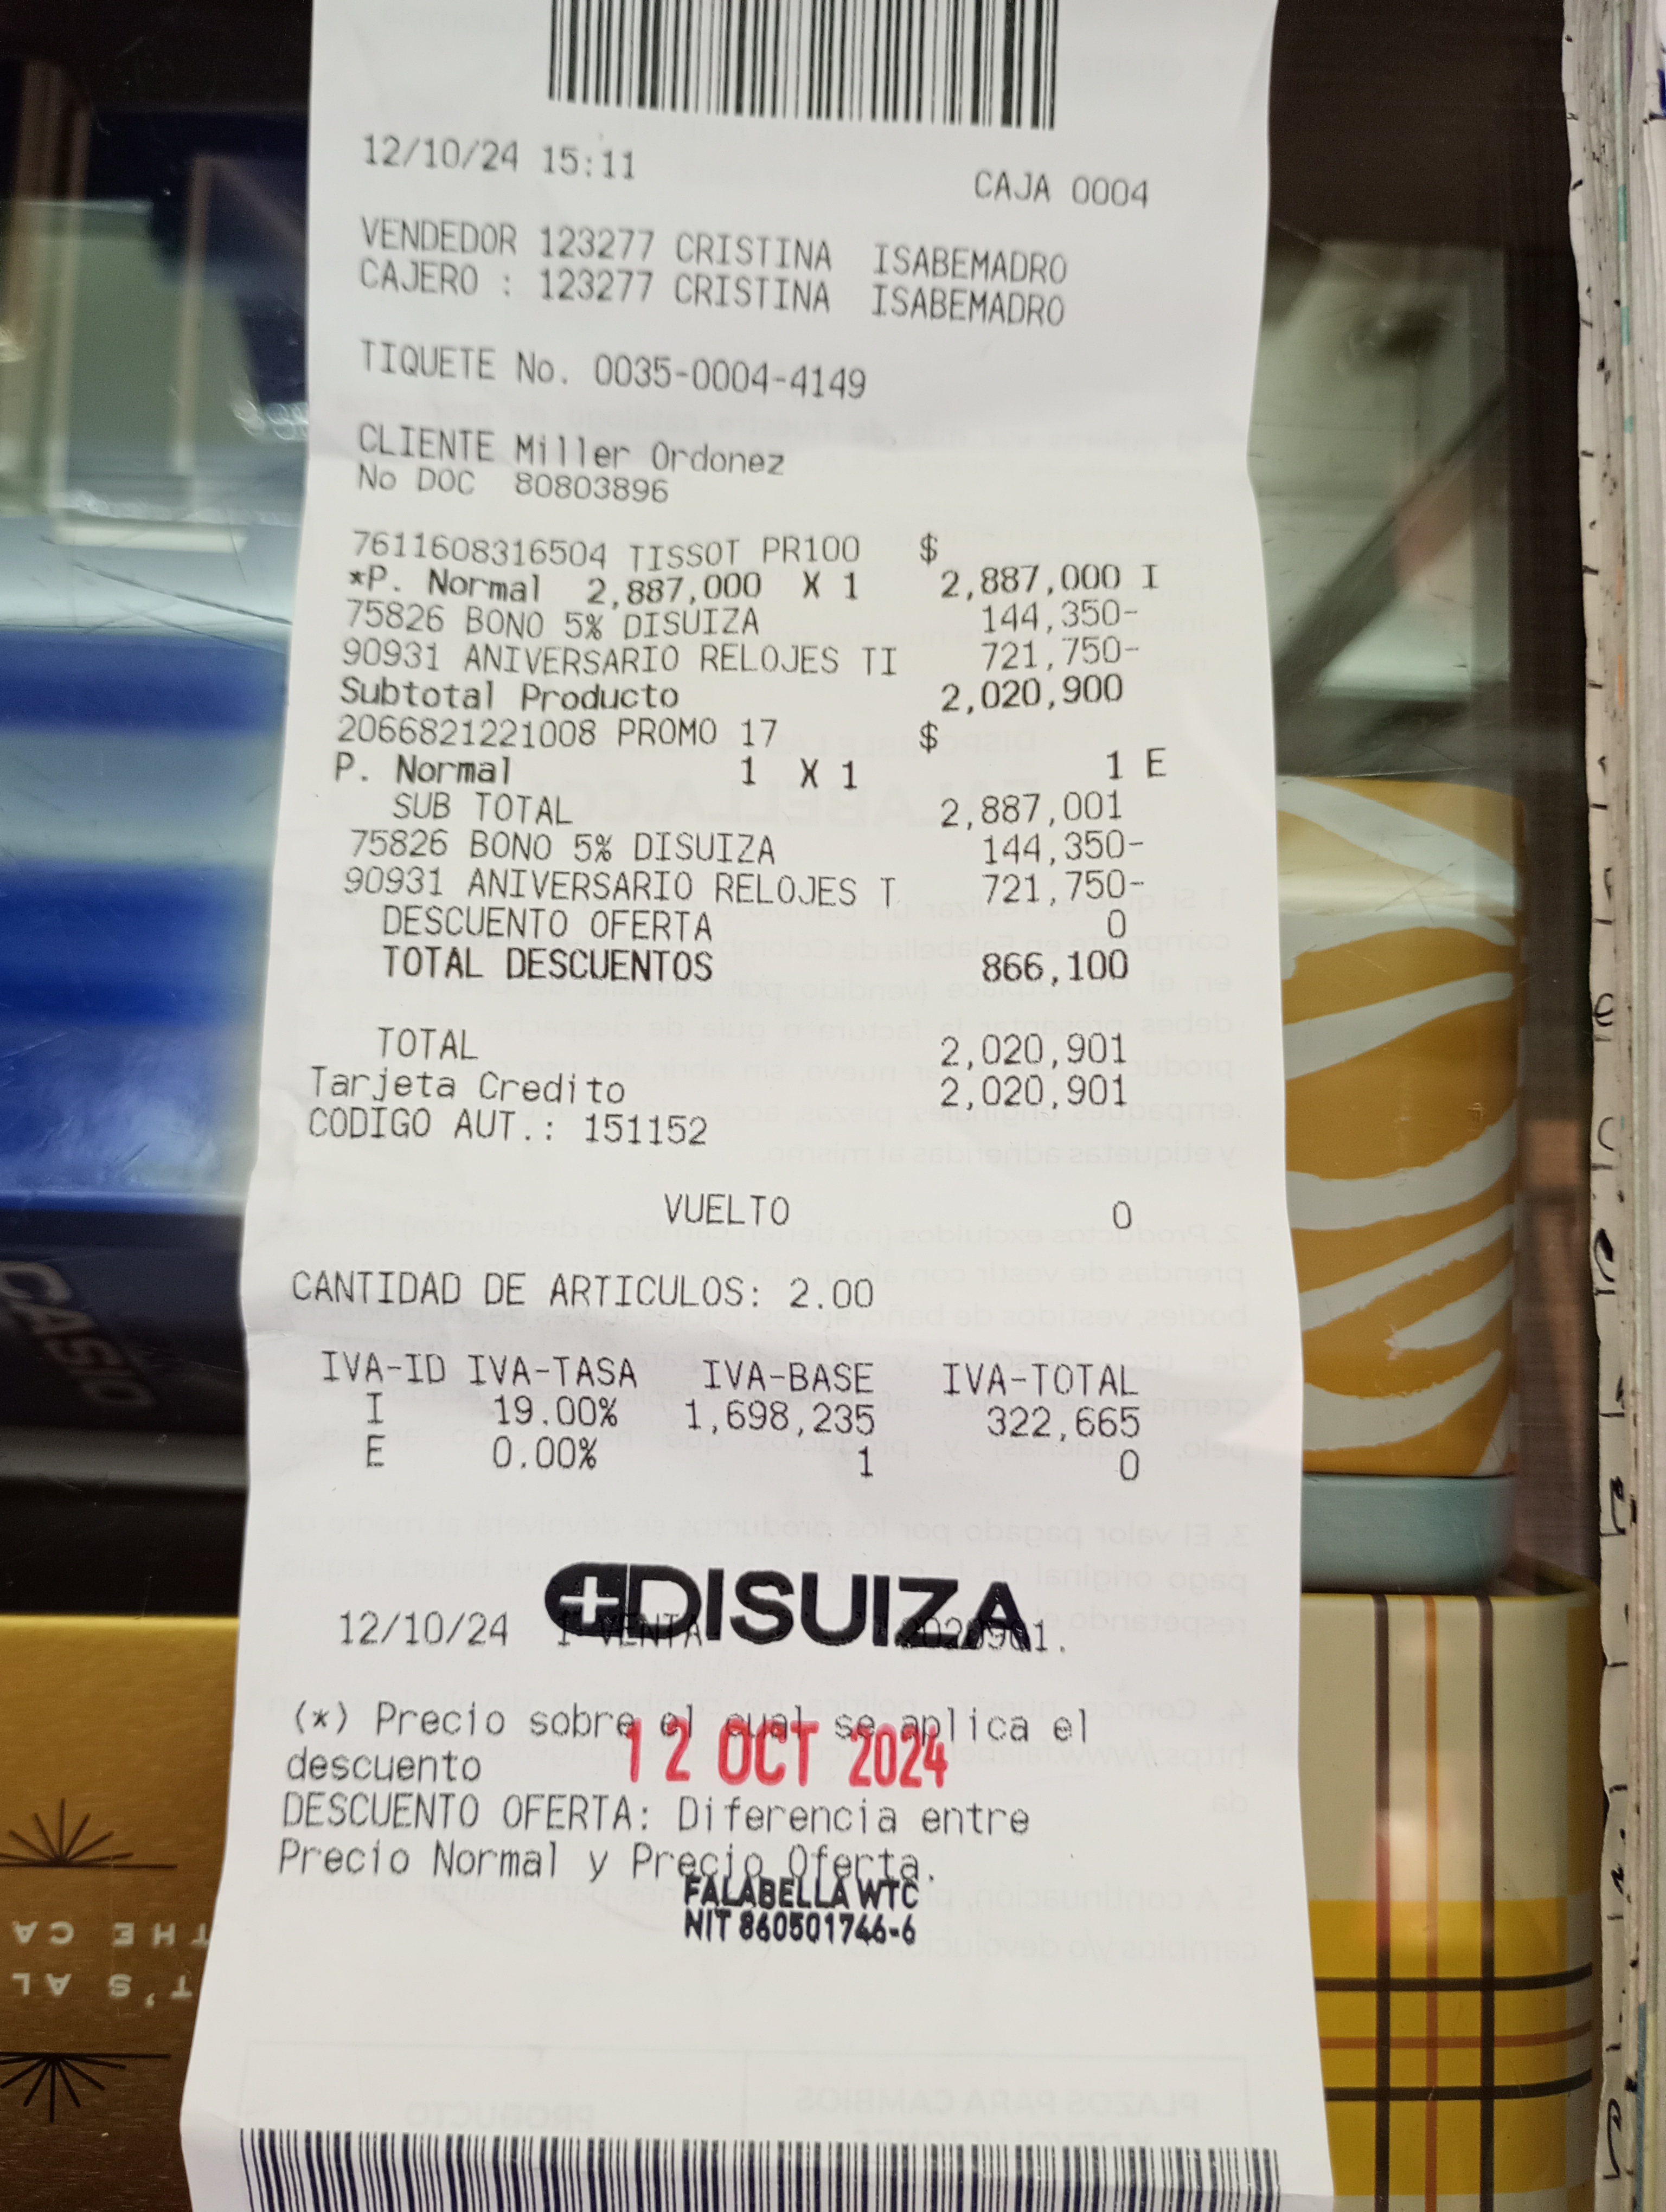 12/10/24 15:11 CAJA 0004
VENDEDOR 123277 CRISTINA ISABEMADRO
CAJERO : 123277 CRISTINA ISABEMADRO
TIQUETE No. 0035-0004-4149
CLIENTE Miller Ordonez
No DOC 80803896
7611608316504 TISSOT PR100 $
*P. Normal 2,887,000 X 1 2,887,000 I
75826 BONO 5% DISUIZA 144,350-
90931 ANIVERSARIO RELOJES TI 721,750-
Subtotal Producto 2,020,900
2066821221008 PROMO 17 $
P. Normal 1 X 1 1 E
SUB TOTAL 2,887,001
75826 BONO 5% DISUIZA 144,350-
90931 ANIVERSARIO RELOJES T 721,750-
DESCUENTO OFERTA 0
TOTAL DESCUENTOS 866,100
TOTAL 2,020,901
Tarjeta Credito 2,020,901
CODIGO AUT.: 151152
VUELTO 0
CANTIDAD DE ARTICULOS: 2.00
IVA-ID IVA-TASA IVA-BASE IVA-TOTAL
I 19.00% 1,698,235 322,665
E 0.00% 1 0
DISUIZA
12/10/24 1 VENTA 2020901.
(*) Precio sobre el cual se aplica el
12 OCT 2024
descuento
DESCUENTO OFERTA: Diferencia entre
Precio Normal y Precio Oferta.
FALABELLA WTC
NIT 860501746-6
CASIO
THE CA
T'S AL